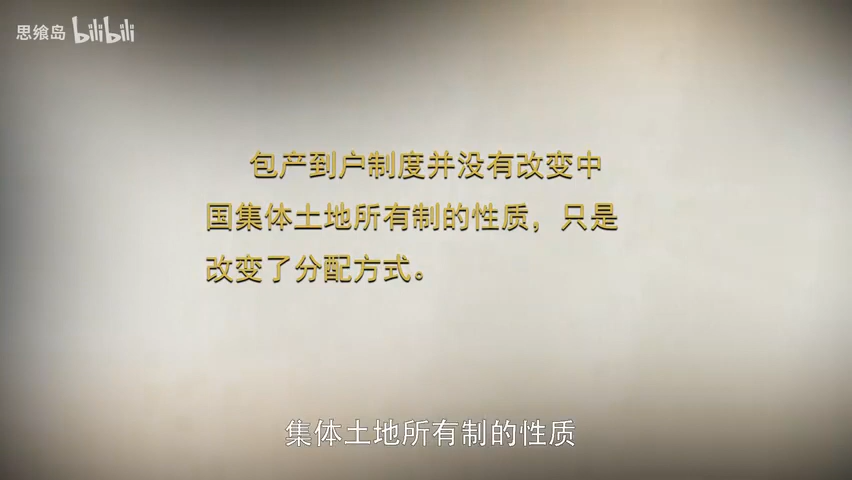 思飨岛 bilibili
包产到户制度并没有改变中
国集体土地所有制的性质，只是
改变了分配方式。
集体土地所有制的性质